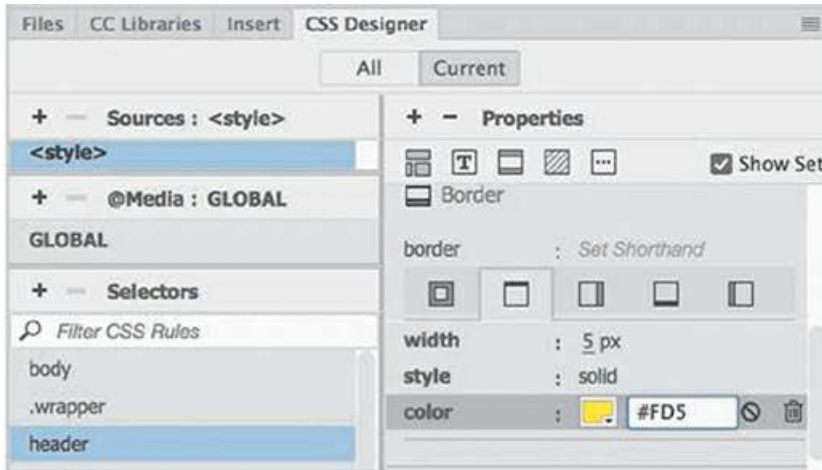 Files CC Libraries Insert CSS Designer
All Current
+ − Sources : <style>
<style>
+ − @Media : GLOBAL
GLOBAL
+ − Selectors
Filter CSS Rules
body
.wrapper
header
+ − Properties
Show Set
Border
border : Set Shorthand
width : 5 px
style : solid
color : #FD5